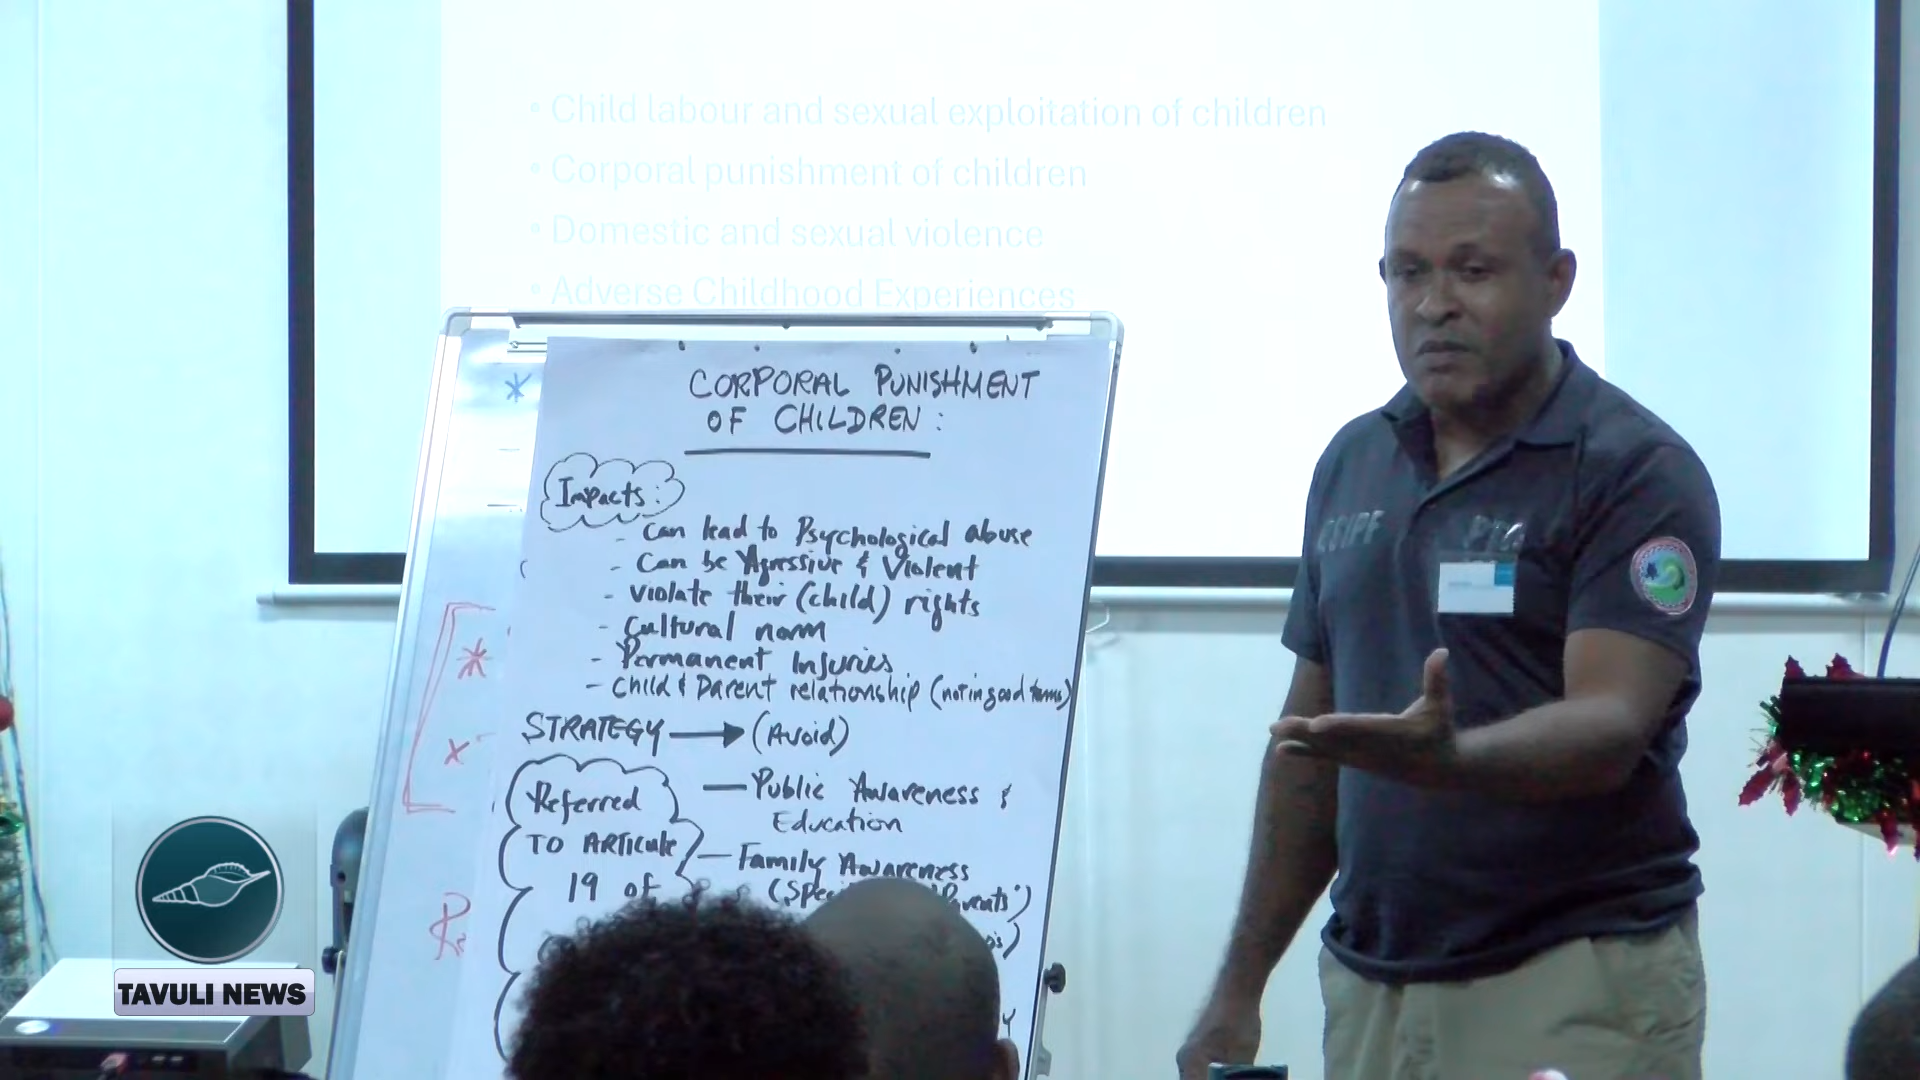 • Child labour and sexual exploitation of children
• Corporal punishment of children
• Domestic and sexual violence
• Adverse Childhood Experiences
CORPORAL PUNISHMENT
OF CHILDREN :
Impacts :
- Can lead to Psychological abuse
- Can be Agressive & Violent
- violate their (child) rights
- Cultural norm
- Permanent Injuries
- Child & Parent relationship (not in good terms)
STRATEGY → (Avoid)
— Public Awareness &
Education
— Family Awareness
Referred
TO ARTICLE
19 of
RSIPF
TAVULI NEWS